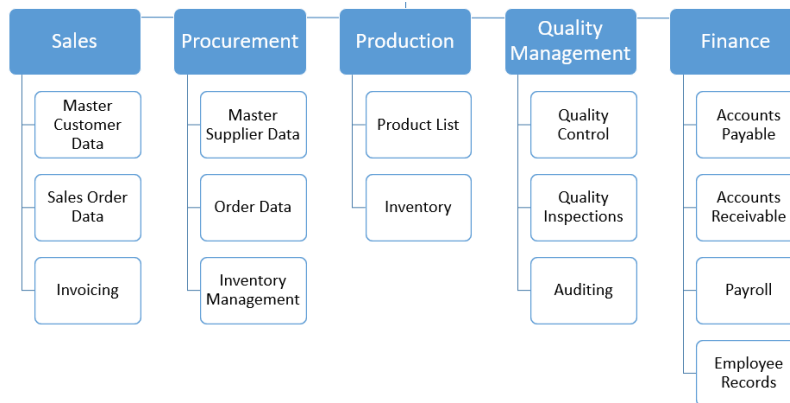 Sales
Master
Customer
Data
Sales Order
Data
Invoicing
Procurement
Master
Supplier Data
Order Data
Inventory
Management
Production
Product List
Inventory
Quality
Management
Quality
Control
Quality
Inspections
Auditing
Finance
Accounts
Payable
Accounts
Receivable
Payroll
Employee
Records